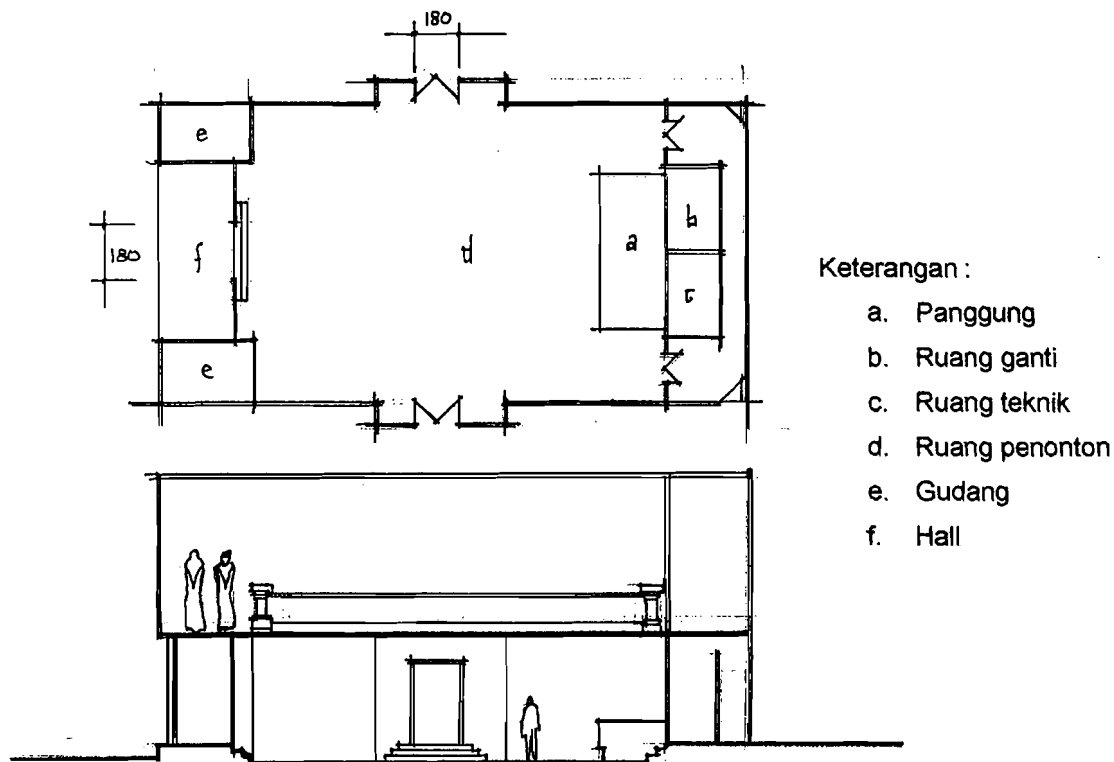 180
e
180
f
d
a
b
c
e
Keterangan :
a. Panggung
b. Ruang ganti
c. Ruang teknik
d. Ruang penonton
e. Gudang
f. Hall